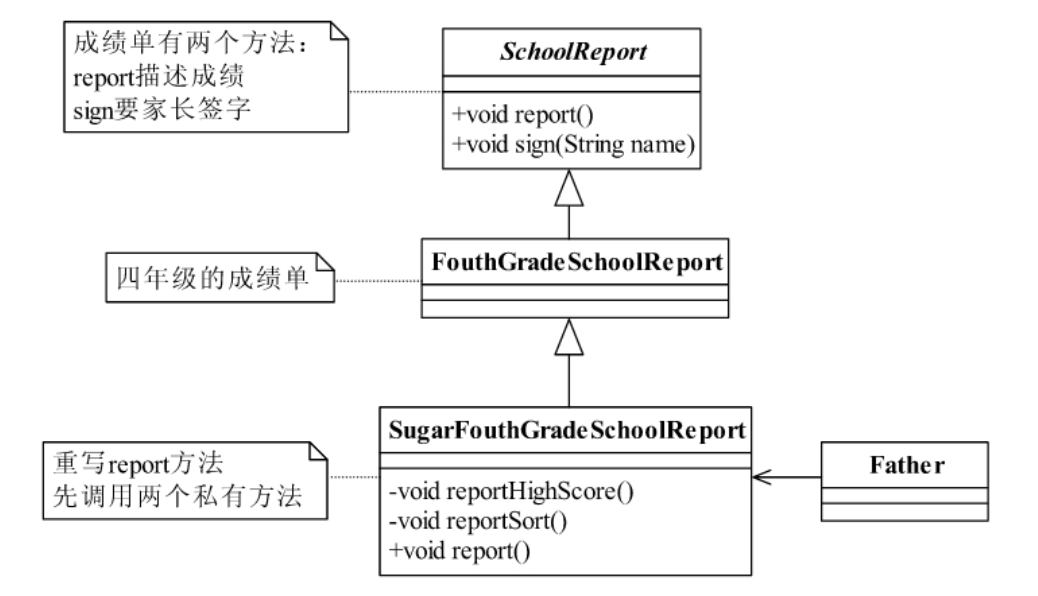 成绩单有两个方法：
report描述成绩
sign要家长签字
SchoolReport
+void report()
+void sign(String name)
四年级的成绩单
FouthGradeSchoolReport
重写report方法
先调用两个私有方法
SugarFouthGradeSchoolReport
-void reportHighScore()
-void reportSort()
+void report()
Father